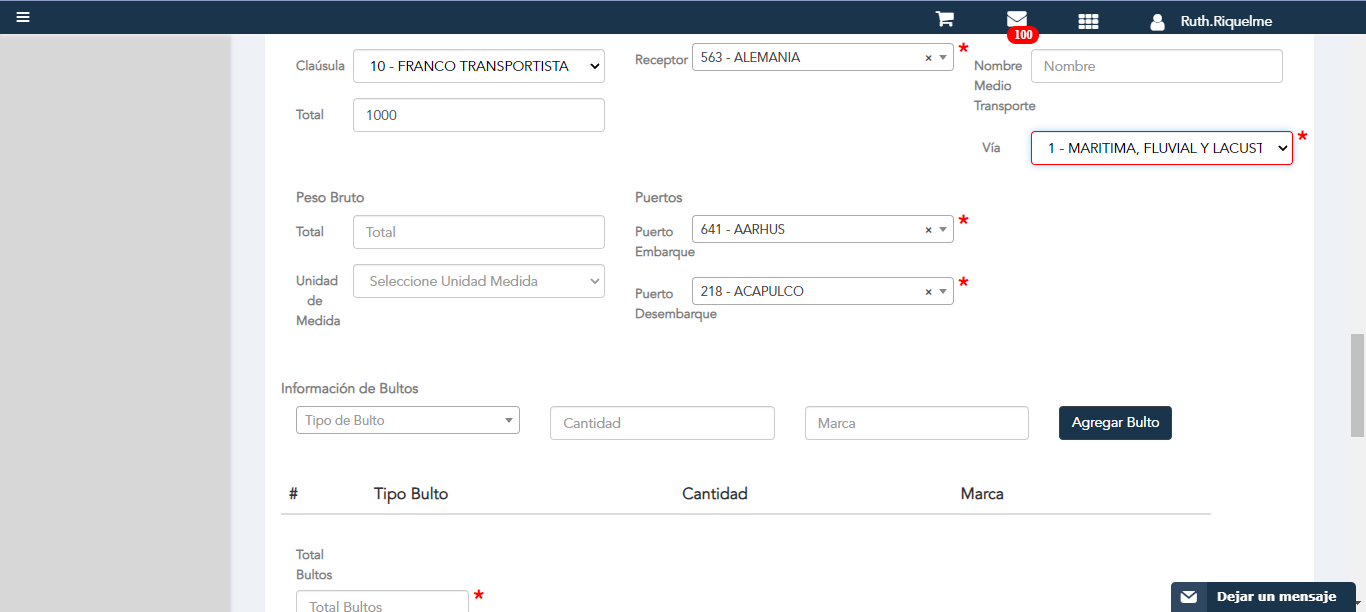 100
Ruth.Riquelme
Claúsula
10 - FRANCO TRANSPORTISTA
Total
1000
Receptor
563 - ALEMANIA
×
*
Nombre
Medio
Transporte
Nombre
Vía
1 - MARITIMA, FLUVIAL Y LACUST
*
Peso Bruto
Total
Total
Unidad
de
Medida
Seleccione Unidad Medida
Puertos
Puerto
Embarque
641 - AARHUS
×
*
Puerto
Desembarque
218 - ACAPULCO
×
*
Información de Bultos
Tipo de Bulto
Cantidad
Marca
Agregar Bulto
# Tipo Bulto Cantidad Marca
Total
Bultos
Total Bultos
*
Dejar un mensaje